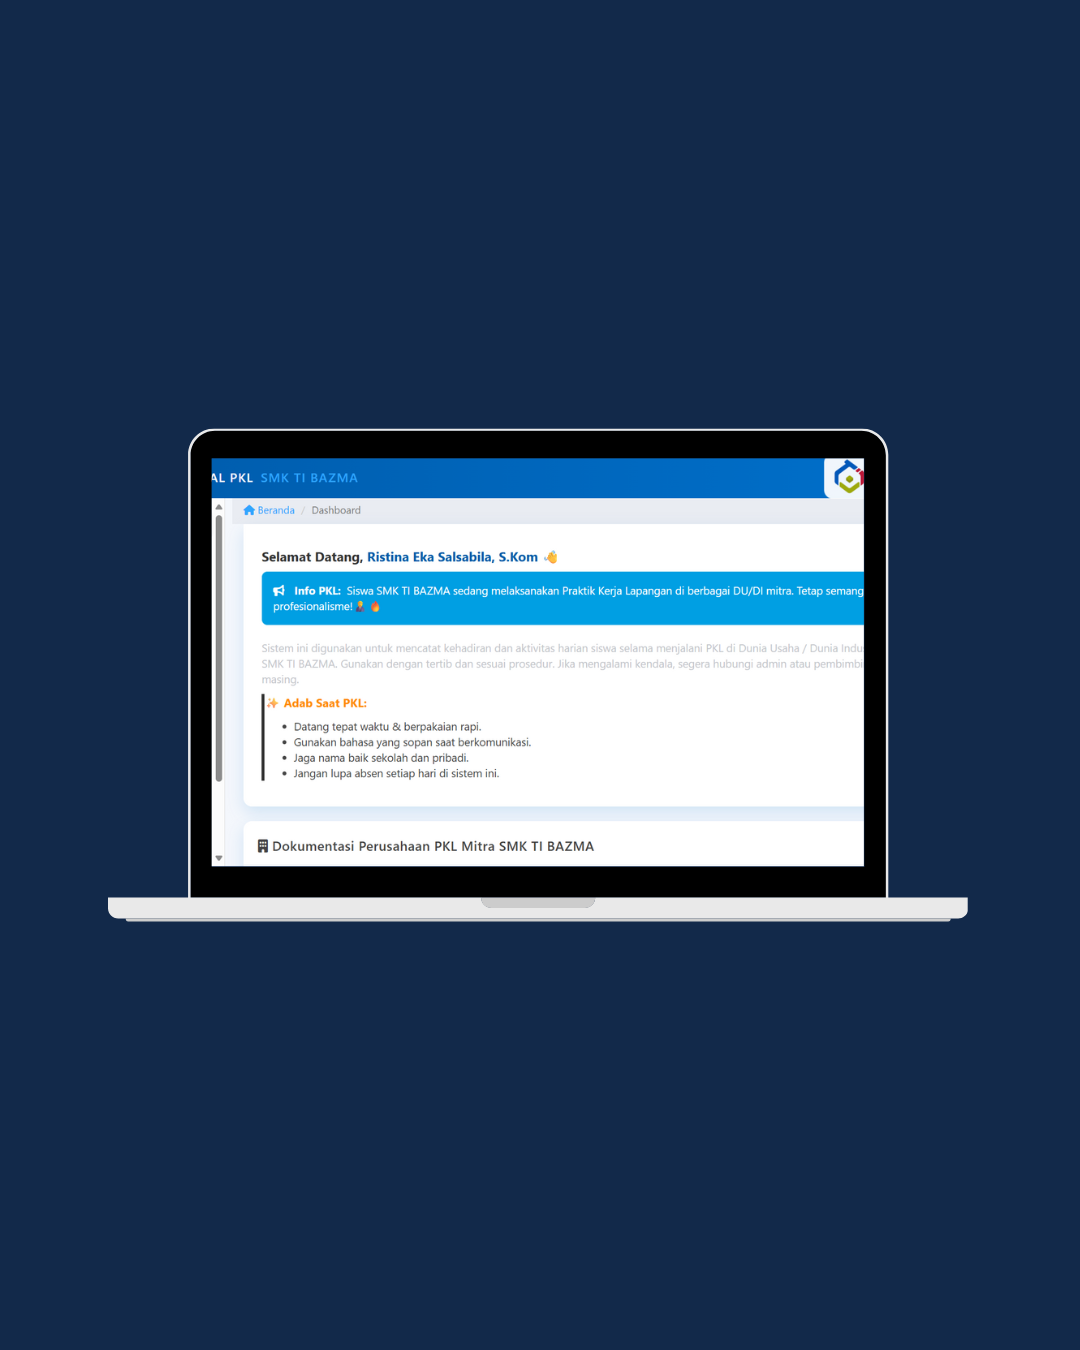 AL PKL SMK TI BAZMA
Beranda / Dashboard
Selamat Datang, Ristina Eka Salsabila, S.Kom
Info PKL: Siswa SMK TI BAZMA sedang melaksanakan Praktik Kerja Lapangan di berbagai DU/DI mitra. Tetap semang
profesionalisme!
Sistem ini digunakan untuk mencatat kehadiran dan aktivitas harian siswa selama menjalani PKL di Dunia Usaha / Dunia Indu
SMK TI BAZMA. Gunakan dengan tertib dan sesuai prosedur. Jika mengalami kendala, segera hubungi admin atau pembimbi
masing.
Adab Saat PKL:
Datang tepat waktu & berpakaian rapi.
Gunakan bahasa yang sopan saat berkomunikasi.
Jaga nama baik sekolah dan pribadi.
Jangan lupa absen setiap hari di sistem ini.
Dokumentasi Perusahaan PKL Mitra SMK TI BAZMA